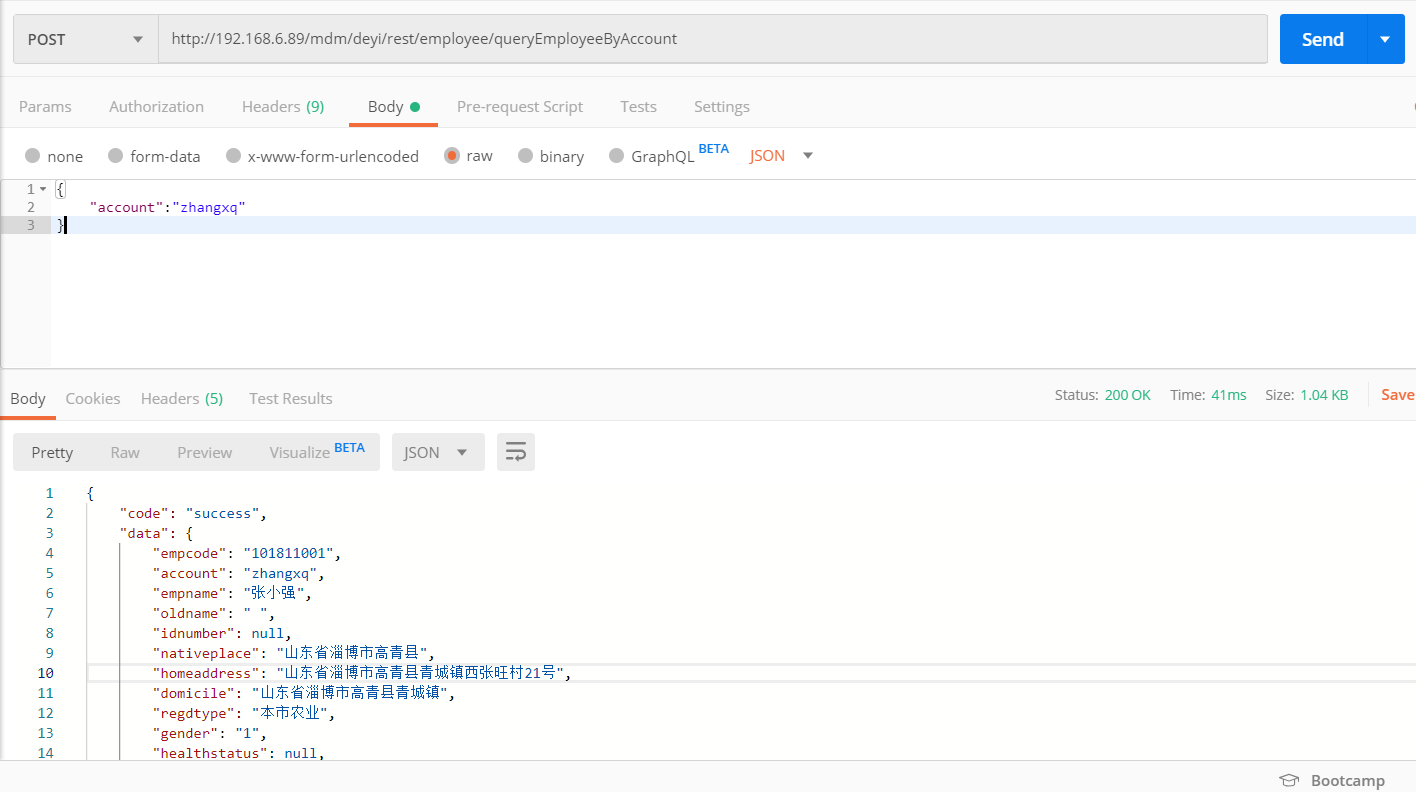 POST http://192.168.6.89/mdm/deyi/rest/employee/queryEmployeeByAccount Send
Params Authorization Headers (9) Body Pre-request Script Tests Settings
none form-data x-www-form-urlencoded raw binary GraphQL BETA JSON
1 {
2 "account":"zhangxq"
3 }
Body Cookies Headers (5) Test Results Status: 200 OK Time: 41ms Size: 1.04 KB Save
Pretty Raw Preview Visualize BETA JSON
1 {
2 "code": "success",
3 "data": {
4 "empcode": "101811001",
5 "account": "zhangxq",
6 "empname": "张小强",
7 "oldname": " ",
8 "idnumber": null,
9 "nativeplace": "山东省淄博市高青县",
10 "homeaddress": "山东省淄博市高青县青城镇西张旺村21号",
11 "domicile": "山东省淄博市高青县青城镇",
12 "regdtype": "本市农业",
13 "gender": "1",
14 "healthstatus": null,
Bootcamp